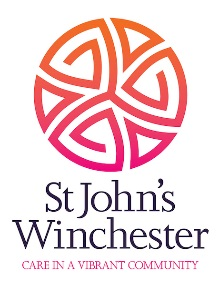 St John's
Winchester
CARE IN A VIBRANT COMMUNITY